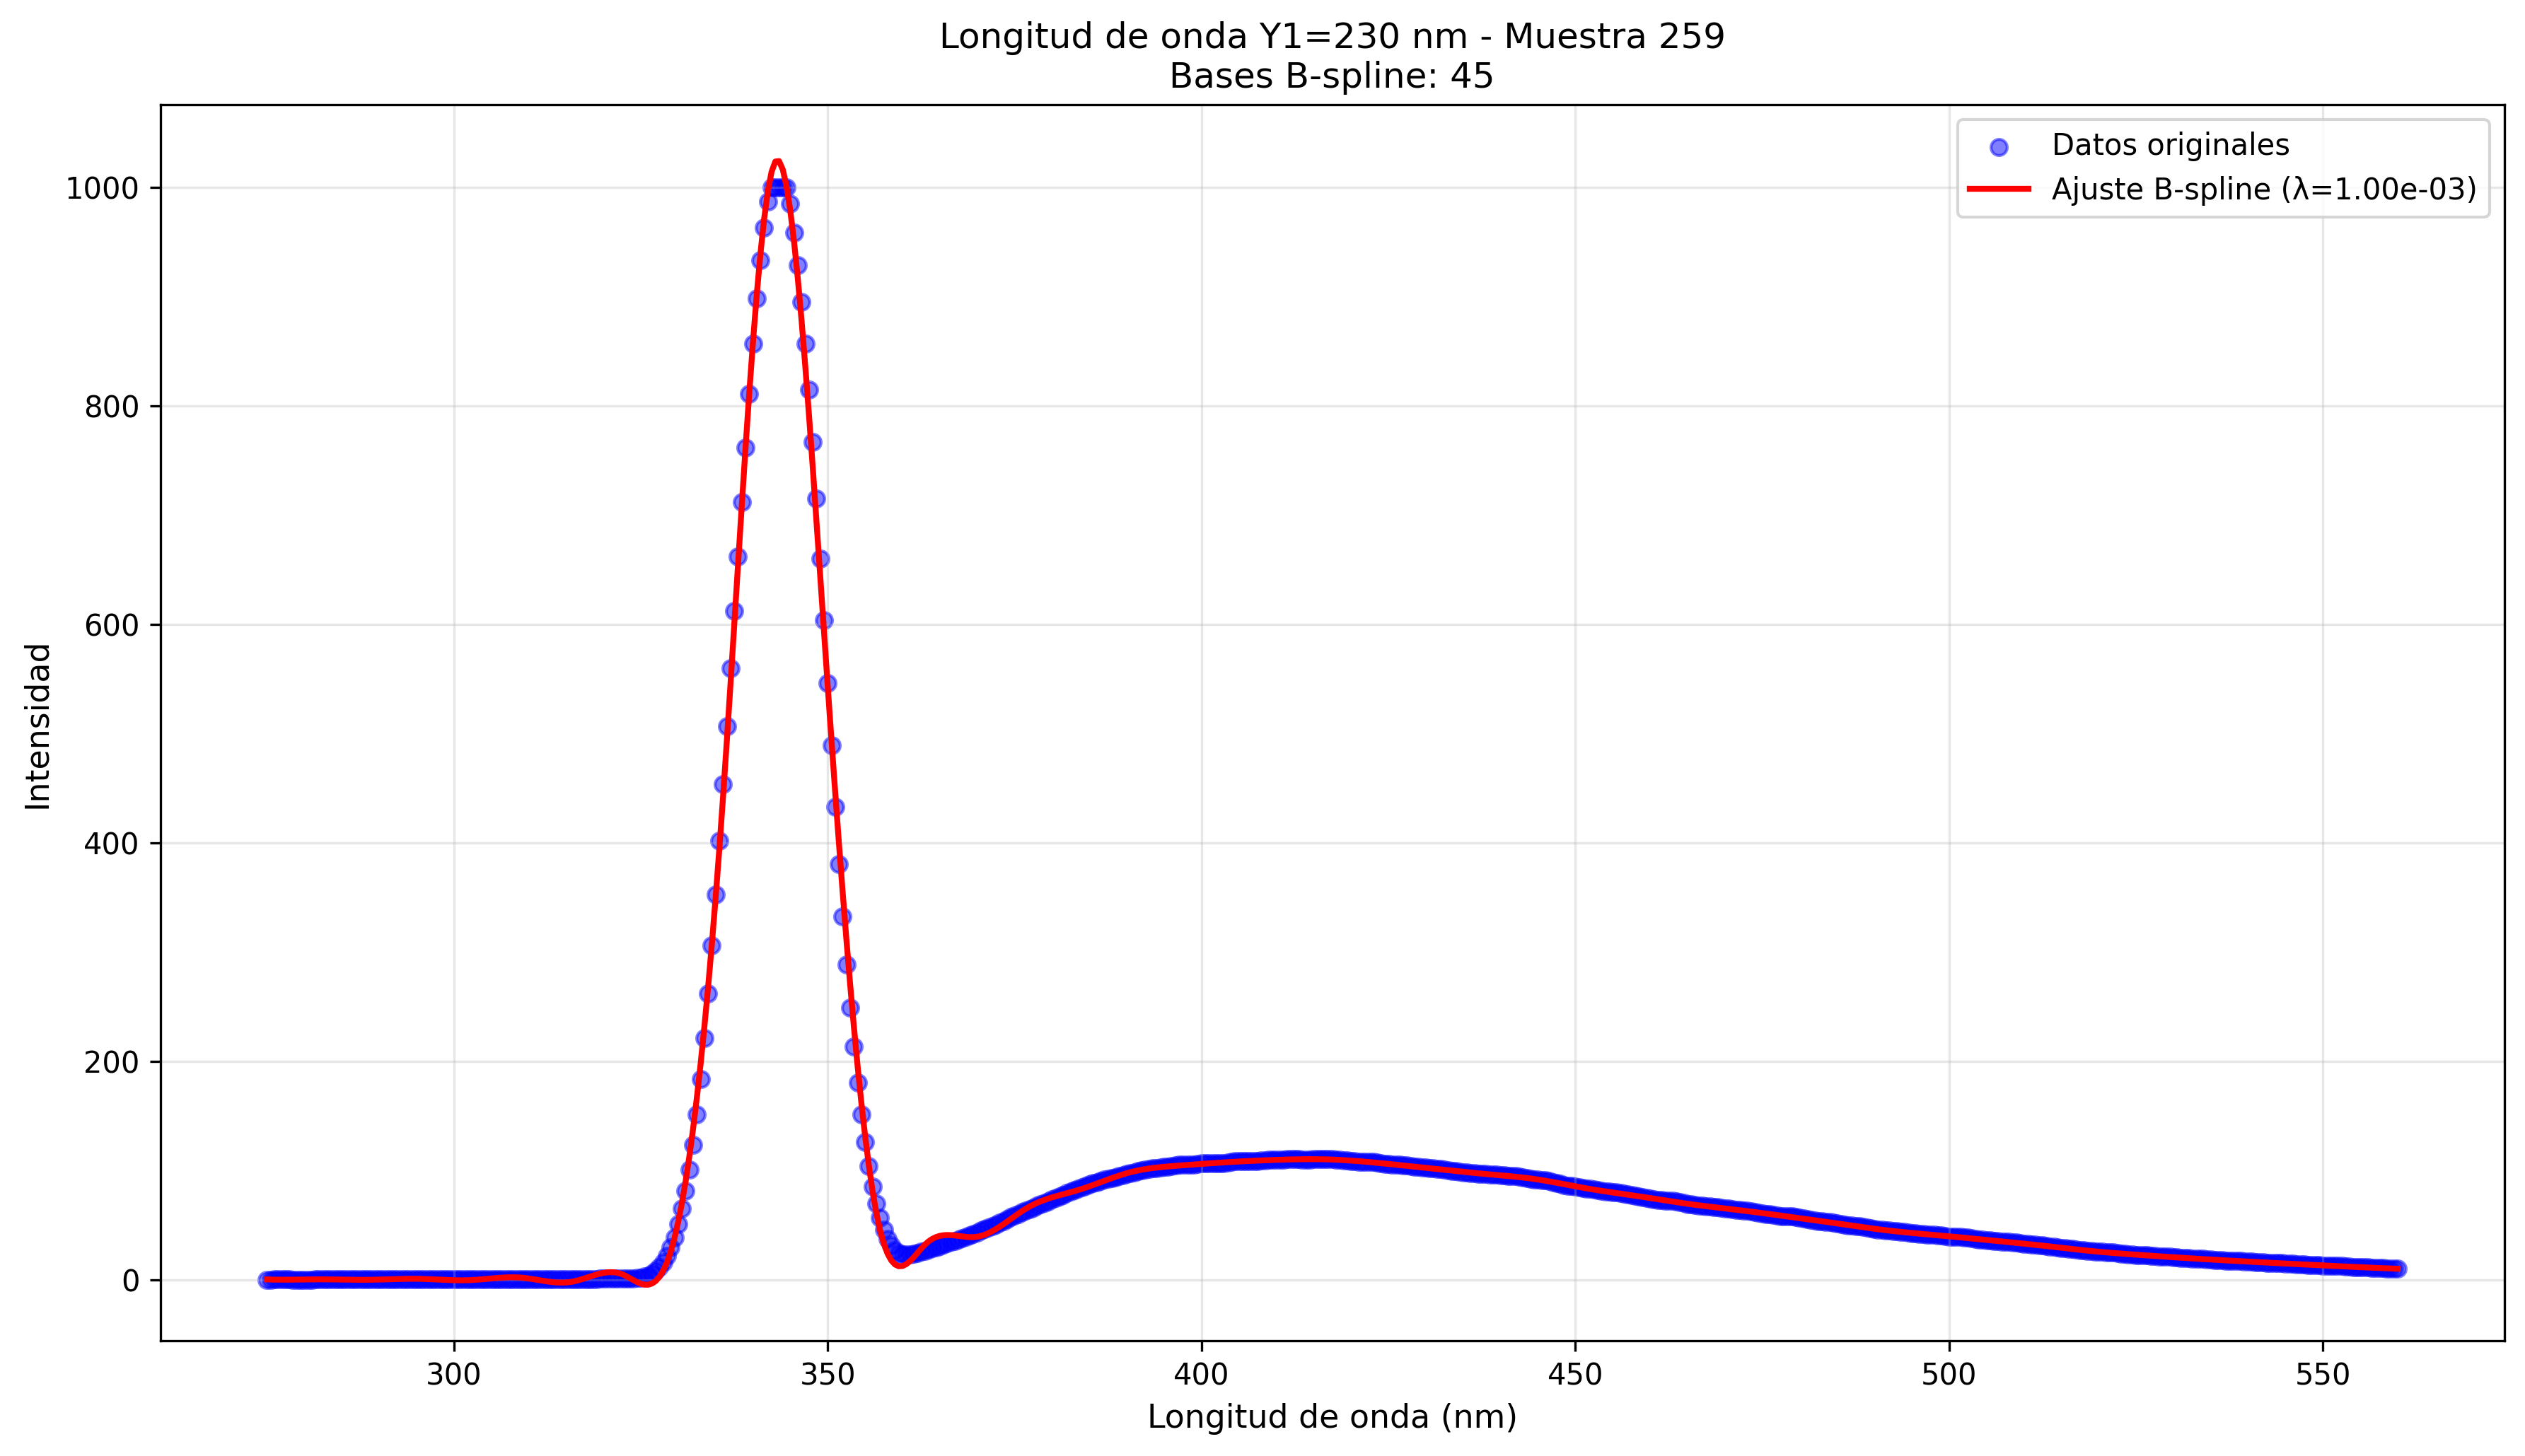 Longitud de onda Y1=230 nm - Muestra 259
Bases B-spline: 45
Datos originales
Ajuste B-spline (λ=1.00e-03)
Intensidad
1000
800
600
400
200
0
300 350 400 450 500 550
Longitud de onda (nm)